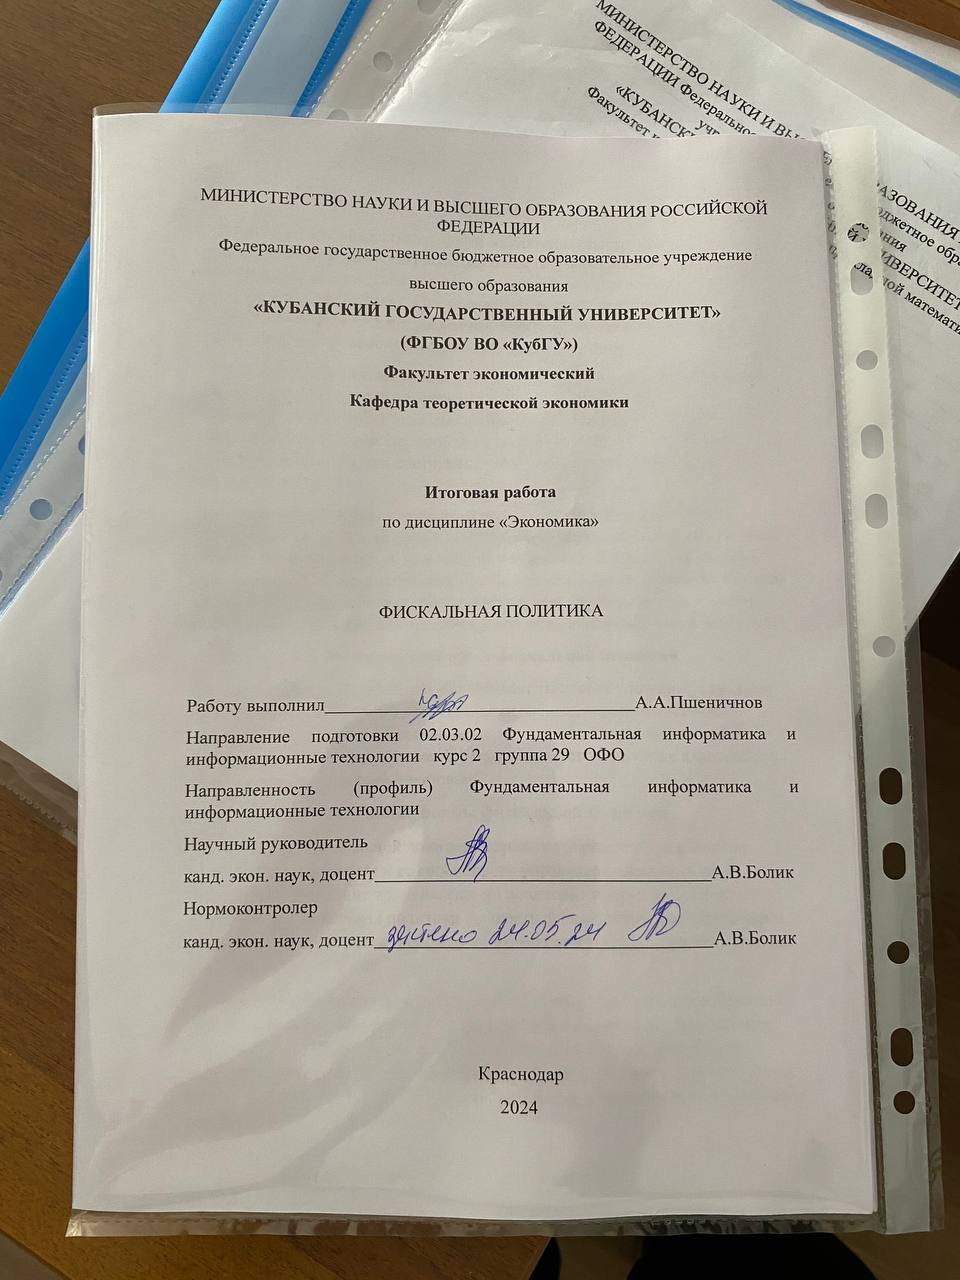 МИНИСТЕРСТВО НАУКИ И ВЫСШЕГО ОБРАЗОВАНИЯ РОССИЙСКОЙ
ФЕДЕРАЦИИ
Федеральное государственное бюджетное образовательное учреждение
высшего образования
«КУБАНСКИЙ ГОСУДАРСТВЕННЫЙ УНИВЕРСИТЕТ»
(ФГБОУ ВО «КубГУ»)
Факультет экономический
Кафедра теоретической экономики
Итоговая работа
по дисциплине «Экономика»
ФИСКАЛЬНАЯ ПОЛИТИКА
Работу выполнил А.А.Пшеничнов
Направление подготовки 02.03.02 Фундаментальная информатика и
информационные технологии курс 2 группа 29 ОФО
Направленность (профиль) Фундаментальная информатика и
информационные технологии
Научный руководитель
канд. экон. наук, доцент А.В.Болик
Нормоконтролер
канд. экон. наук, доцент зачтено 24.05.24 А.В.Болик
Краснодар
2024
МИНИСТЕРСТВО НАУКИ И
ФЕДЕРАЦИИ